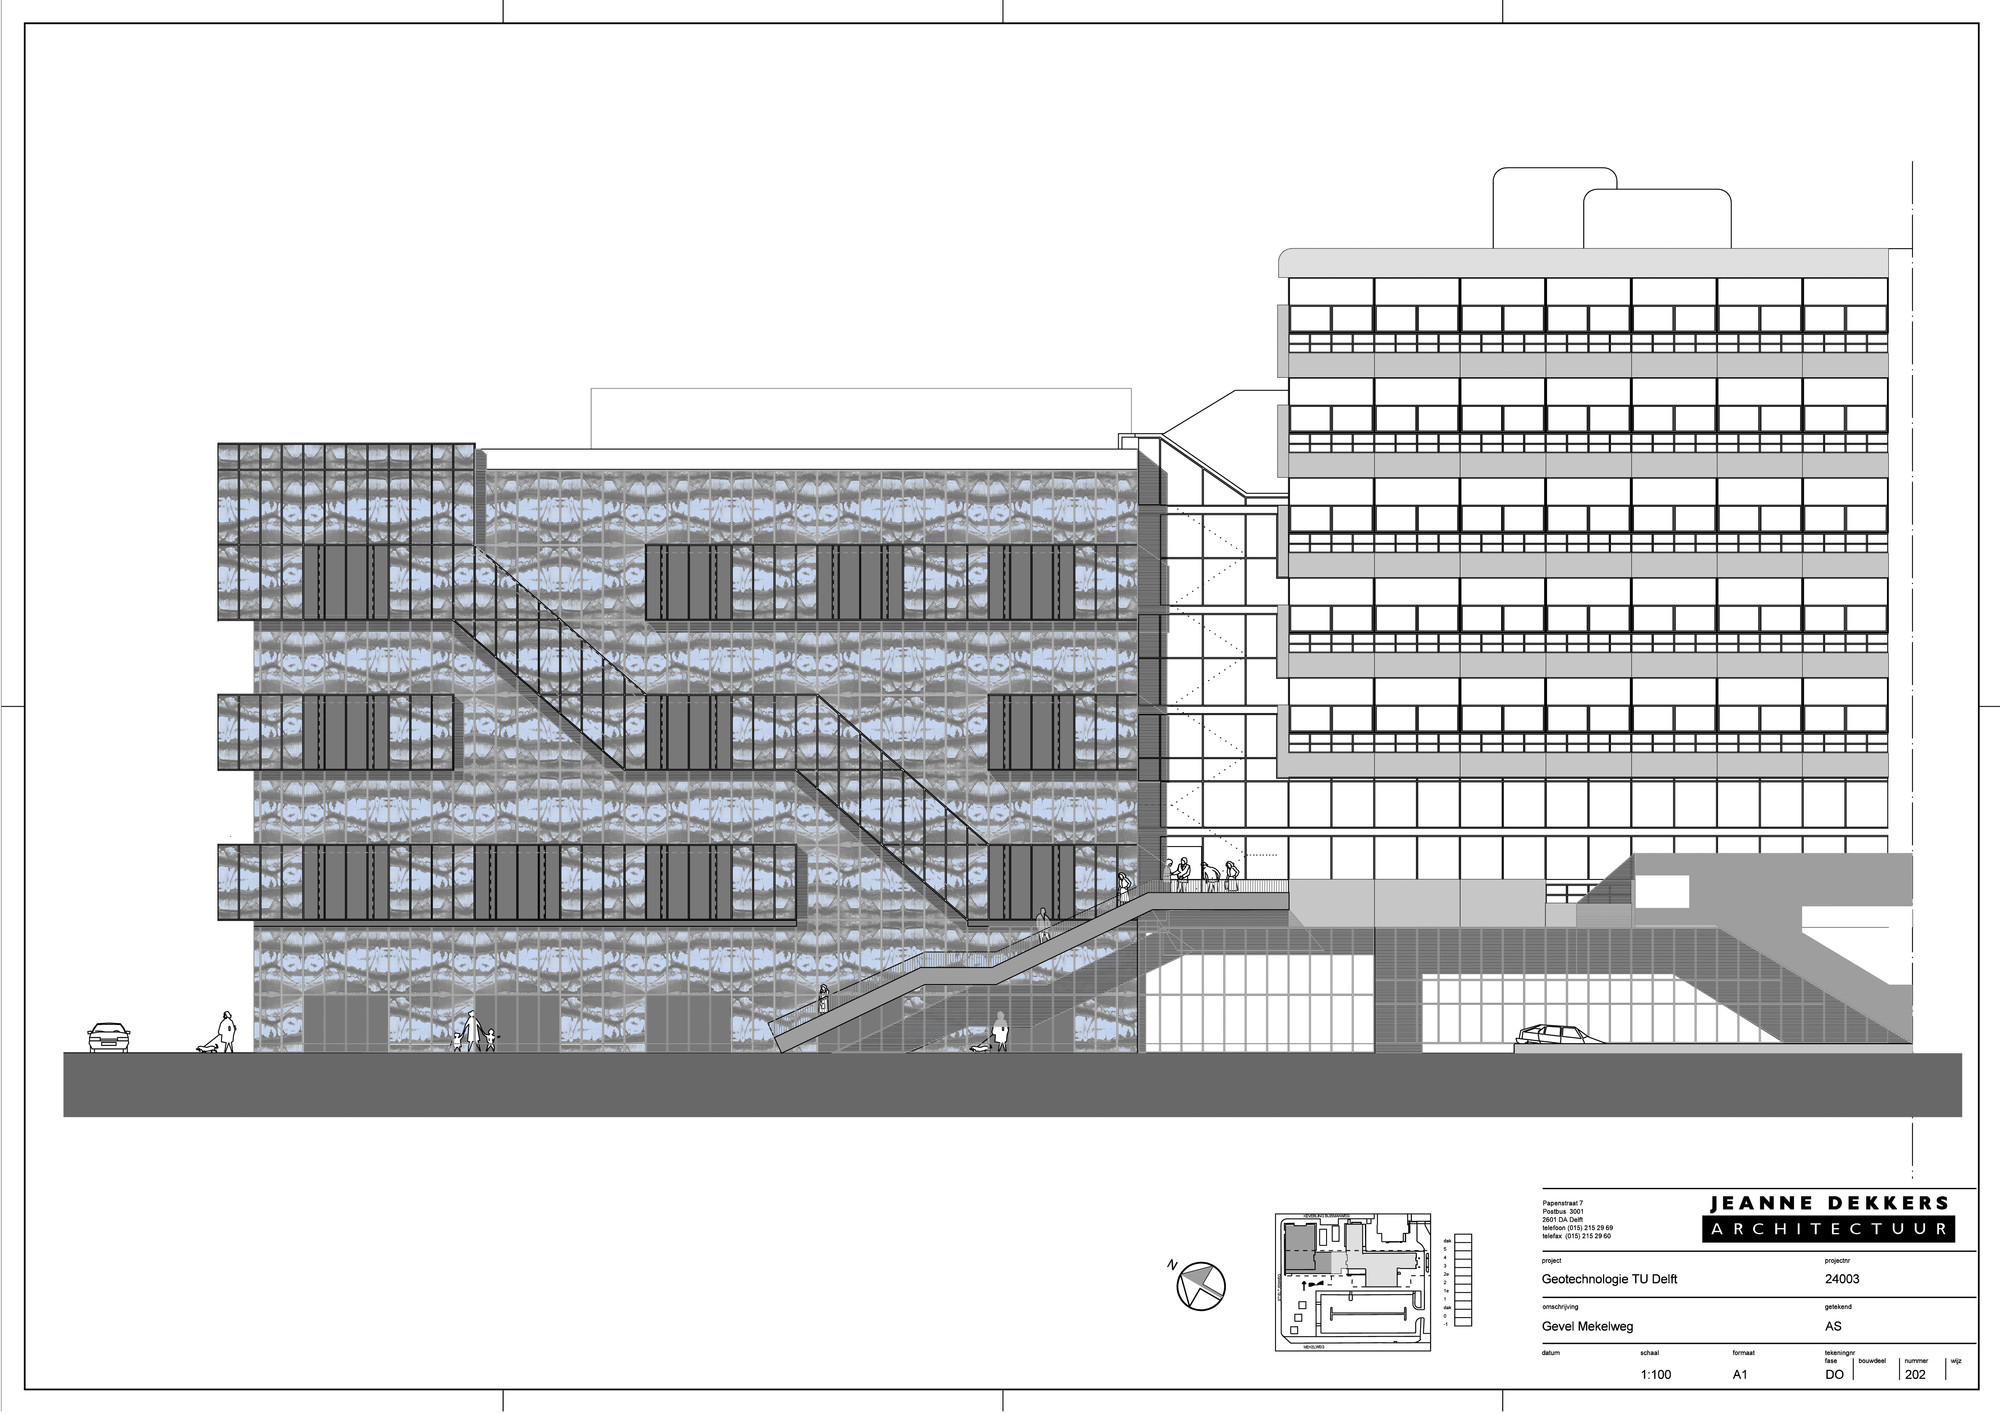 JEANNE DEKKERS
ARCHITECTUUR
Papenstraat 7
Postbus 3001
2601 DA Delft
telefoon (015) 215 29 69
telefax (015) 215 29 60
project
projectnr
Geotechnologie TU Delft
24003
omschrijving
getekend
Gevel Mekelweg
AS
datum
schaal
formaat
tekeningnr
fase
bouwdeel
nummer
wijz
1:100
A1
DO
202
N
MEKELWEG
dak
5
4
3
2e
2
1e
1
dak
0
-1